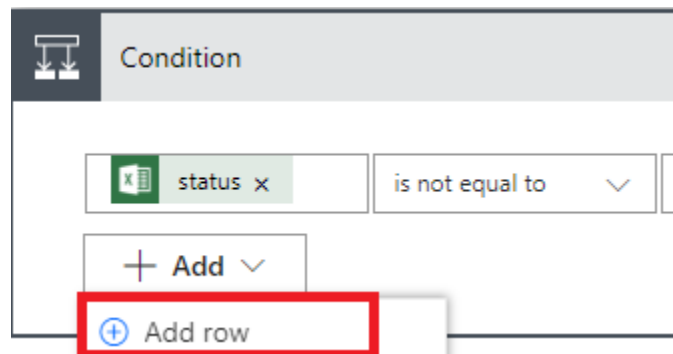 Condition
status x is not equal to
+ Add
Add row